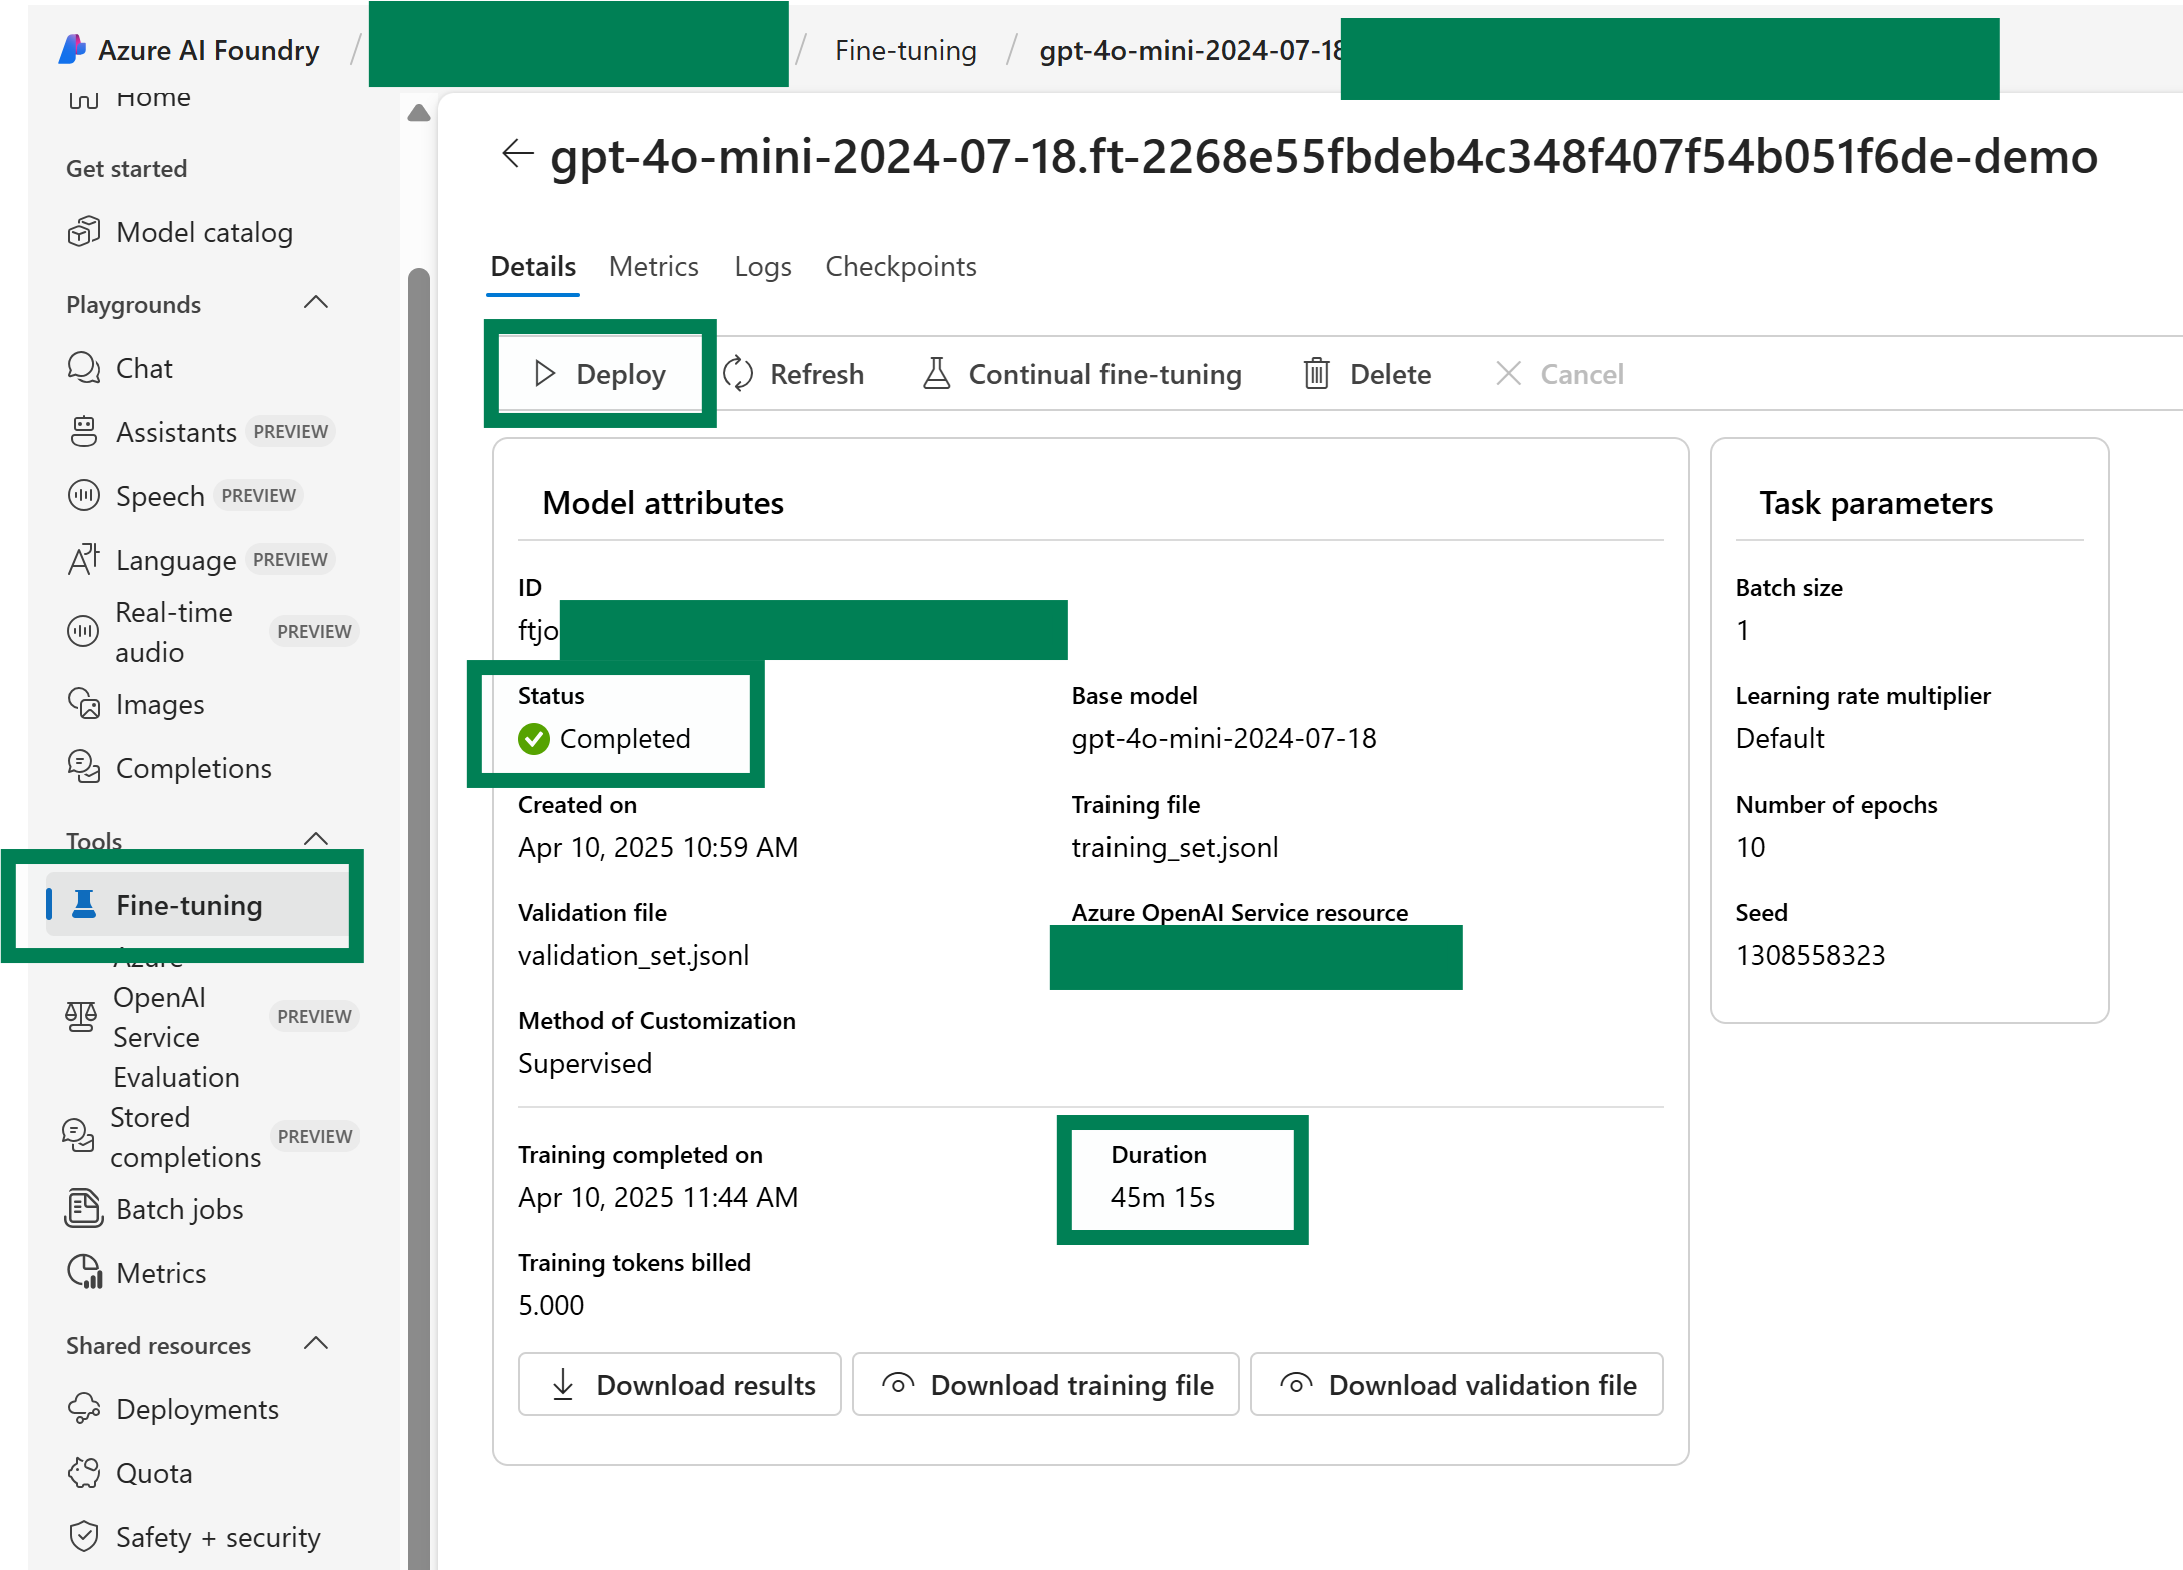 Azure AI Foundry / / Fine-tuning / gpt-4o-mini-2024-07-18
Home
Get started
Model catalog
Playgrounds
Chat
Assistants PREVIEW
Speech PREVIEW
Language PREVIEW
Real-time
audio PREVIEW
Images
Completions
Tools
Fine-tuning
Azure
OpenAI
Service
Evaluation PREVIEW
Stored
completions PREVIEW
Batch jobs
Metrics
Shared resources
Deployments
Quota
Safety + security
gpt-4o-mini-2024-07-18.ft-2268e55fbdeb4c348f407f54b051f6de-demo
Details Metrics Logs Checkpoints
Deploy Refresh Continual fine-tuning Delete Cancel
Model attributes
ID
ftjo
Status
Completed
Base model
gpt-4o-mini-2024-07-18
Created on
Apr 10, 2025 10:59 AM
Training file
training_set.jsonl
Validation file
validation_set.jsonl
Azure OpenAI Service resource
Method of Customization
Supervised
Training completed on
Apr 10, 2025 11:44 AM
Duration
45m 15s
Training tokens billed
5.000
Download results
Download training file
Download validation file
Task parameters
Batch size
1
Learning rate multiplier
Default
Number of epochs
10
Seed
1308558323